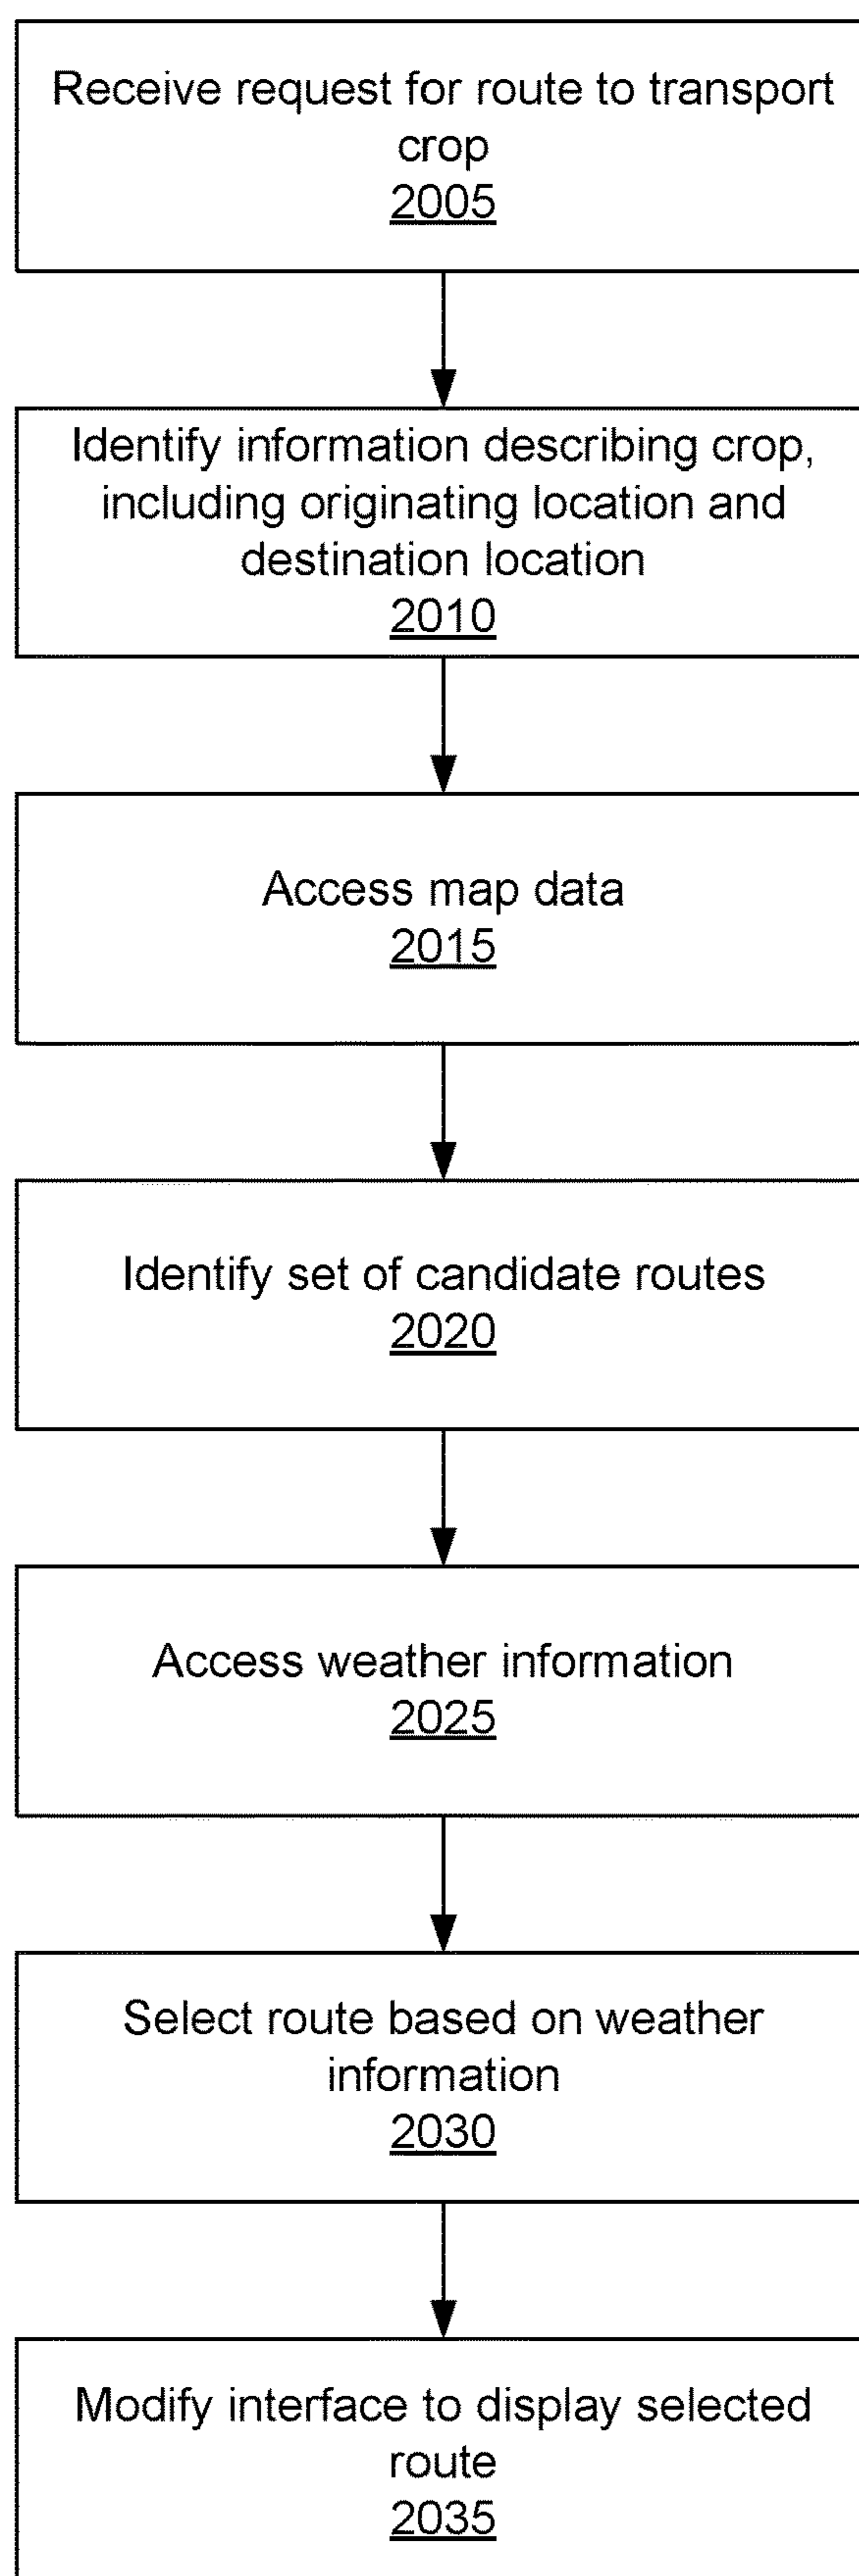 Receive request for route to transport
crop
2005
Identify information describing crop,
including originating location and
destination location
2010
Access map data
2015
Identify set of candidate routes
2020
Access weather information
2025
Select route based on weather
information
2030
Modify interface to display selected
route
2035